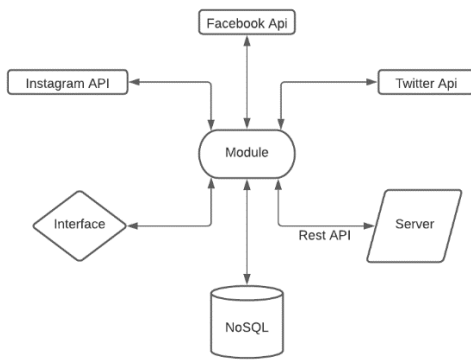 Facebook Api
Instagram API
Twitter Api
Module
Interface
Rest API
Server
NoSQL